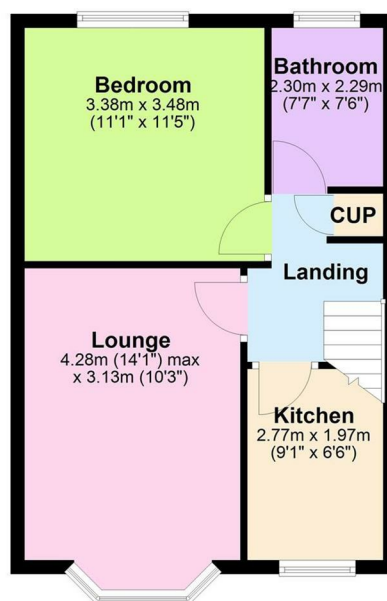 Bedroom
3.38m x 3.48m
(11'1" x 11'5")
Bathroom
2.30m x 2.29m
(7'7" x 7'6")
CUP
Landing
Lounge
4.28m (14'1") max
x 3.13m (10'3")
Kitchen
2.77m x 1.97m
(9'1" x 6'6")